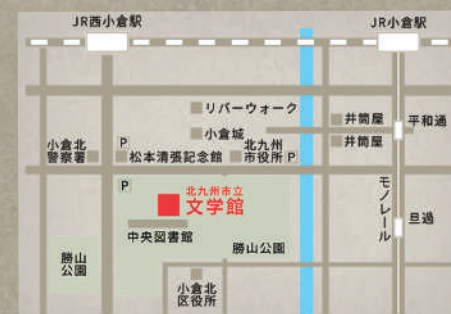 JR西小倉駅
JR小倉駅
リバーウォーク
小倉城
井筒屋
井筒屋
平和通
小倉北
警察署
P
松本清張記念館
北九州
市役所
P
P
北九州市立
文学館
モノレール
旦過
中央図書館
勝山公園
勝山
公園
小倉北
区役所